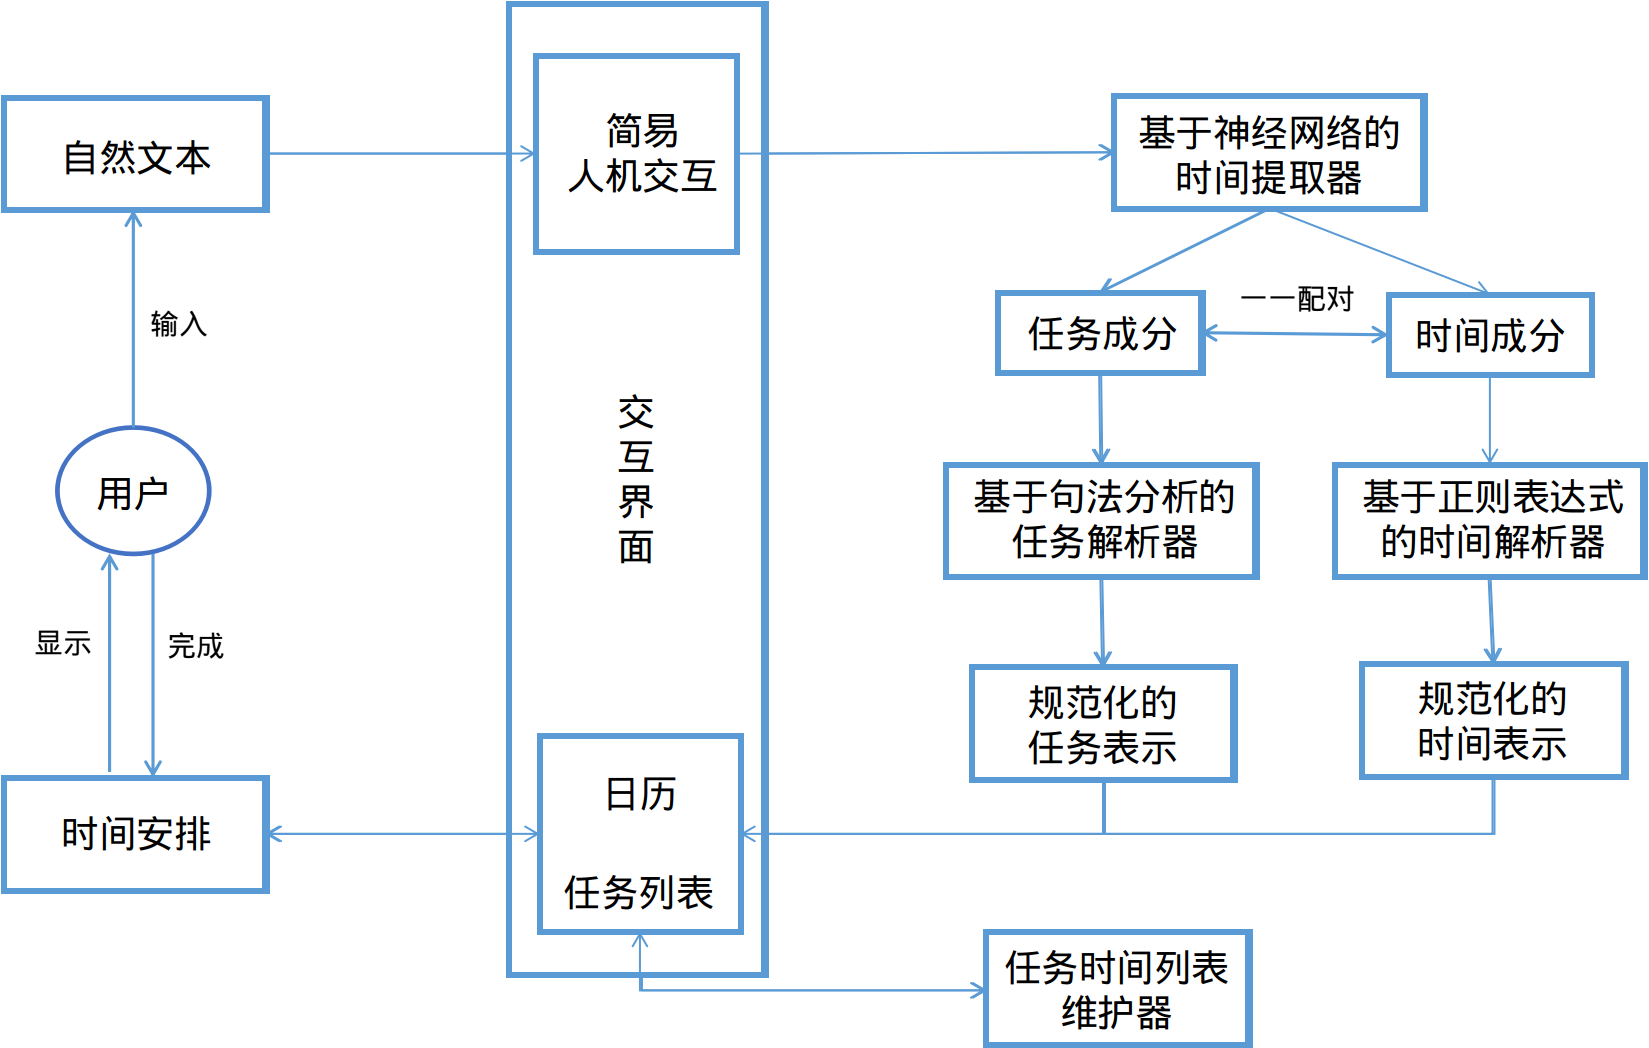 自然文本
简易
人机交互
基于神经网络的
时间提取器
输入
一一配对
任务成分
时间成分
交
互
界
面
用户
基于句法分析的
任务解析器
基于正则表达式
的时间解析器
显示
完成
规范化的
任务表示
规范化的
时间表示
时间安排
日历
任务列表
任务时间列表
维护器